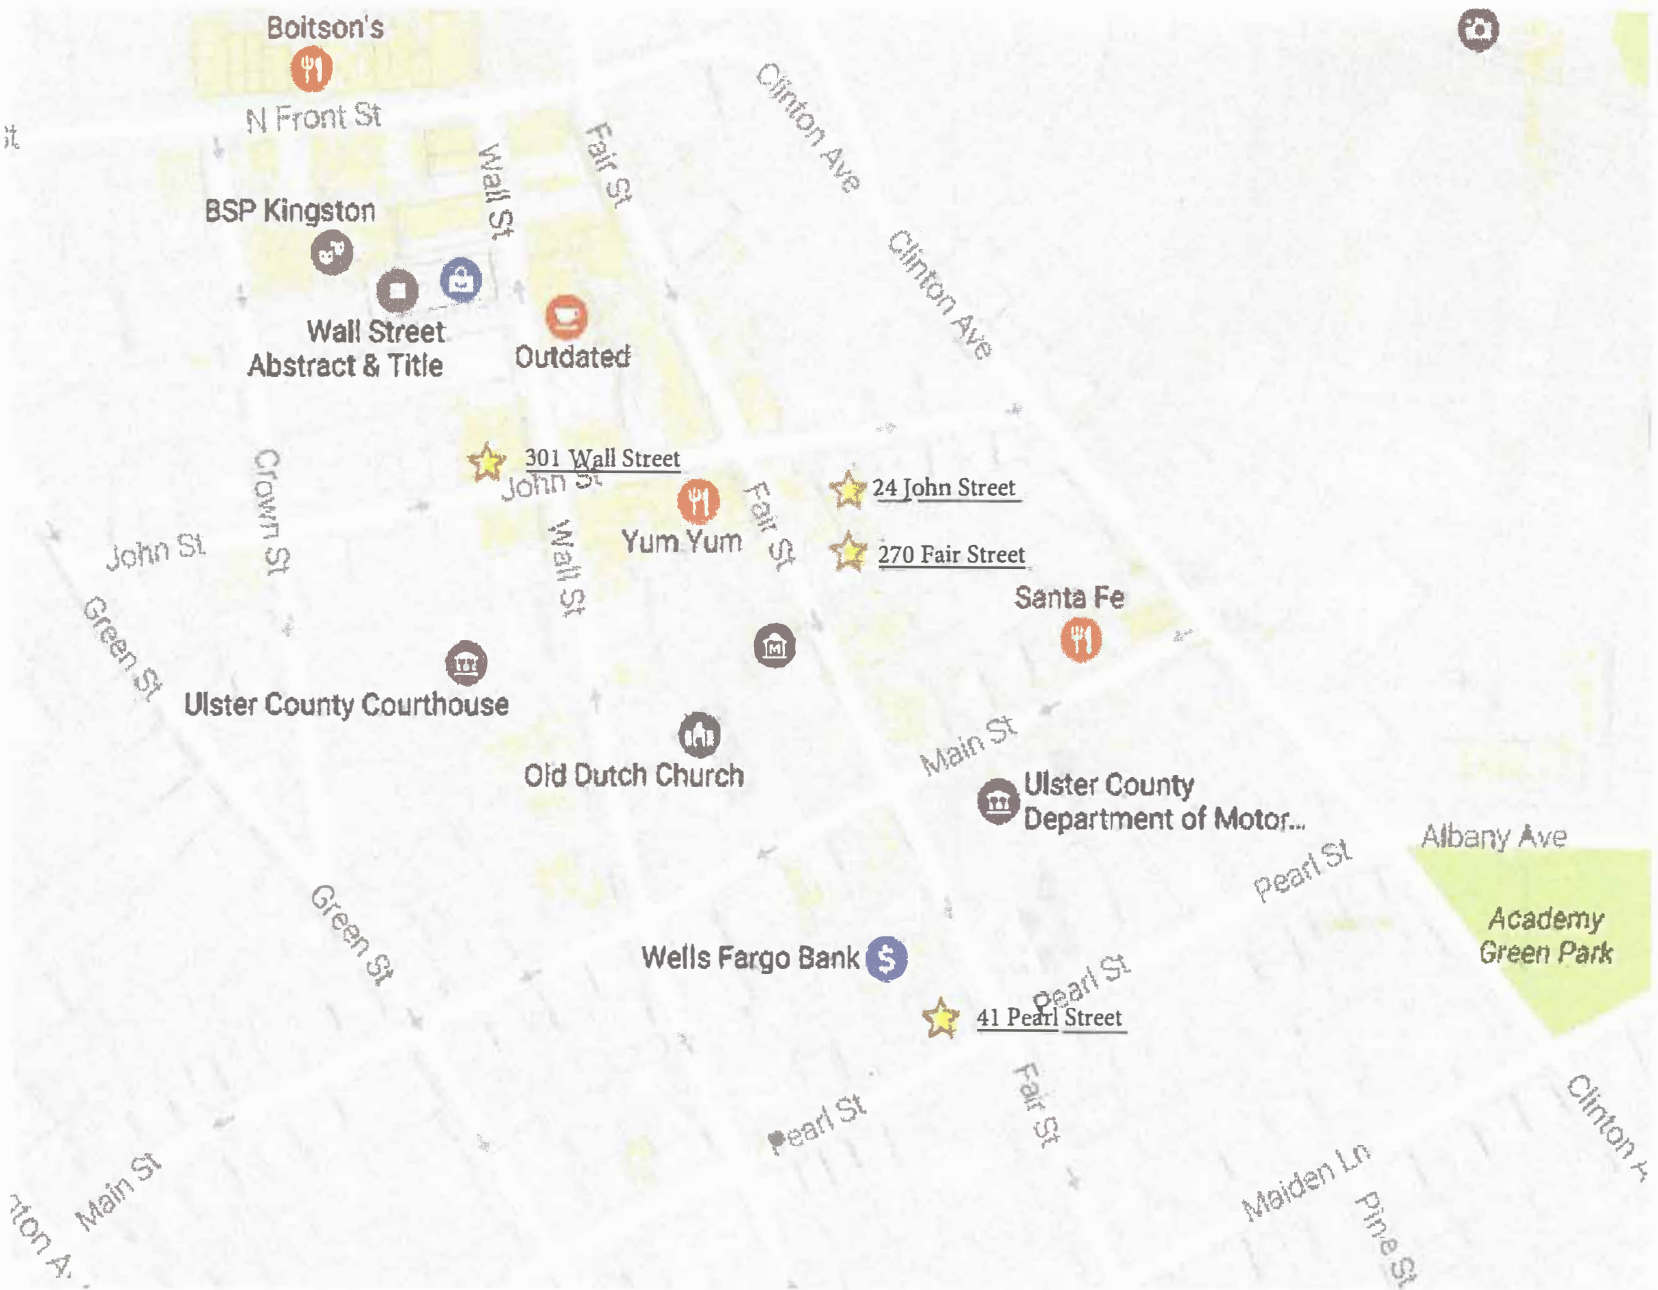 Boitson's
N Front St
st
Clinton Ave
Fair St
Wall St
BSP Kingston
Clinton Ave
Wall Street
Abstract & Title
Outdated
301 Wall Street
John St
Crown St
24 John Street
Fair St
Yum Yum
John St
Wall St
270 Fair Street
Santa Fe
Green St
M
Ulster County Courthouse
Main St
Old Dutch Church
Ulster County
Department of Motor...
Albany Ave
Pearl St
Academy
Green Park
Green St
Wells Fargo Bank
$
Pearl St
41 Pearl Street
Fair St
Pearl St
Clinton A
Main St
Maiden Ln
Pine St
nton A